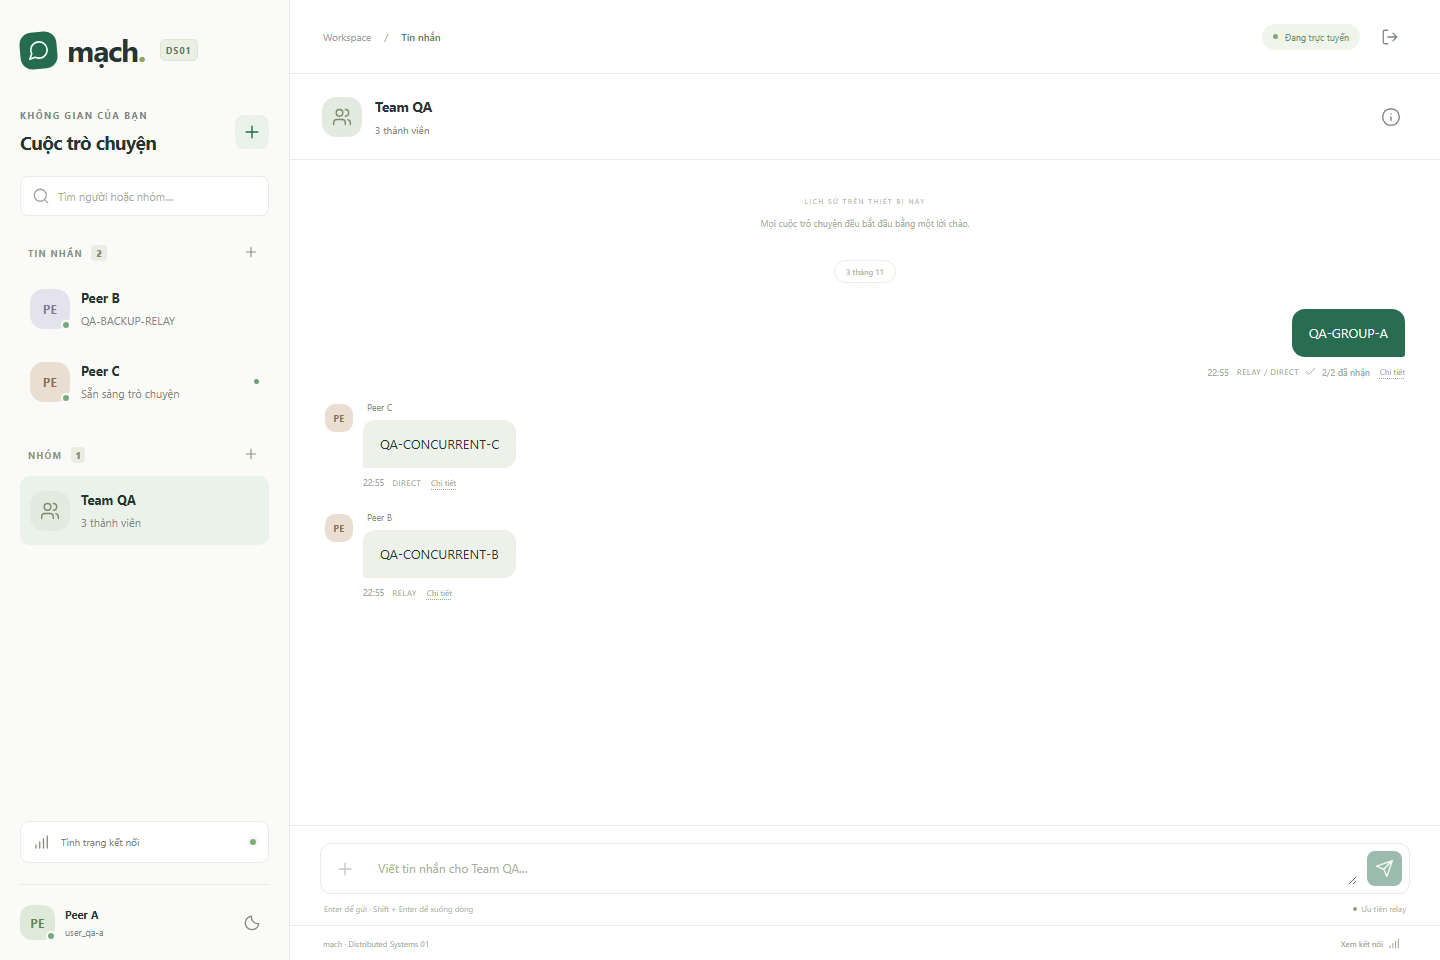 mạch.
DS01
KHÔNG GIAN CỦA BẠN
Cuộc trò chuyện
Tìm người hoặc nhóm...
TIN NHẮN 2
PE
Peer B
QA-BACKUP-RELAY
PE
Peer C
Sẵn sàng trò chuyện
NHÓM 1
Team QA
3 thành viên
Tình trạng kết nối
PE
Peer A
user_qa-a
Workspace / Tin nhắn
Đang trực tuyến
Team QA
3 thành viên
LỊCH SỬ TRÊN THIẾT BỊ NÀY
Mọi cuộc trò chuyện đều bắt đầu bằng một lời chào.
3 tháng 11
QA-GROUP-A
22:55 RELAY / DIRECT 2/2 đã nhận Chi tiết
PE
Peer C
QA-CONCURRENT-C
22:55 DIRECT Chi tiết
PE
Peer B
QA-CONCURRENT-B
22:55 RELAY Chi tiết
Viết tin nhắn cho Team QA...
Enter để gửi · Shift + Enter để xuống dòng
Ưu tiên relay
mạch · Distributed Systems 01
Xem kết nối